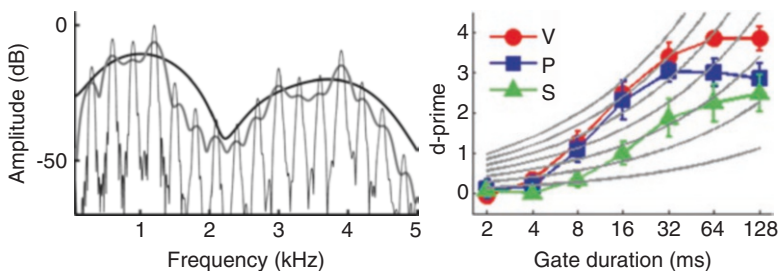 0
-50
Amplitude (dB)
1 2 3 4 5
Frequency (kHz)
V
P
S
4
3
2
1
0
d-prime
2 4 8 16 32 64 128
Gate duration (ms)